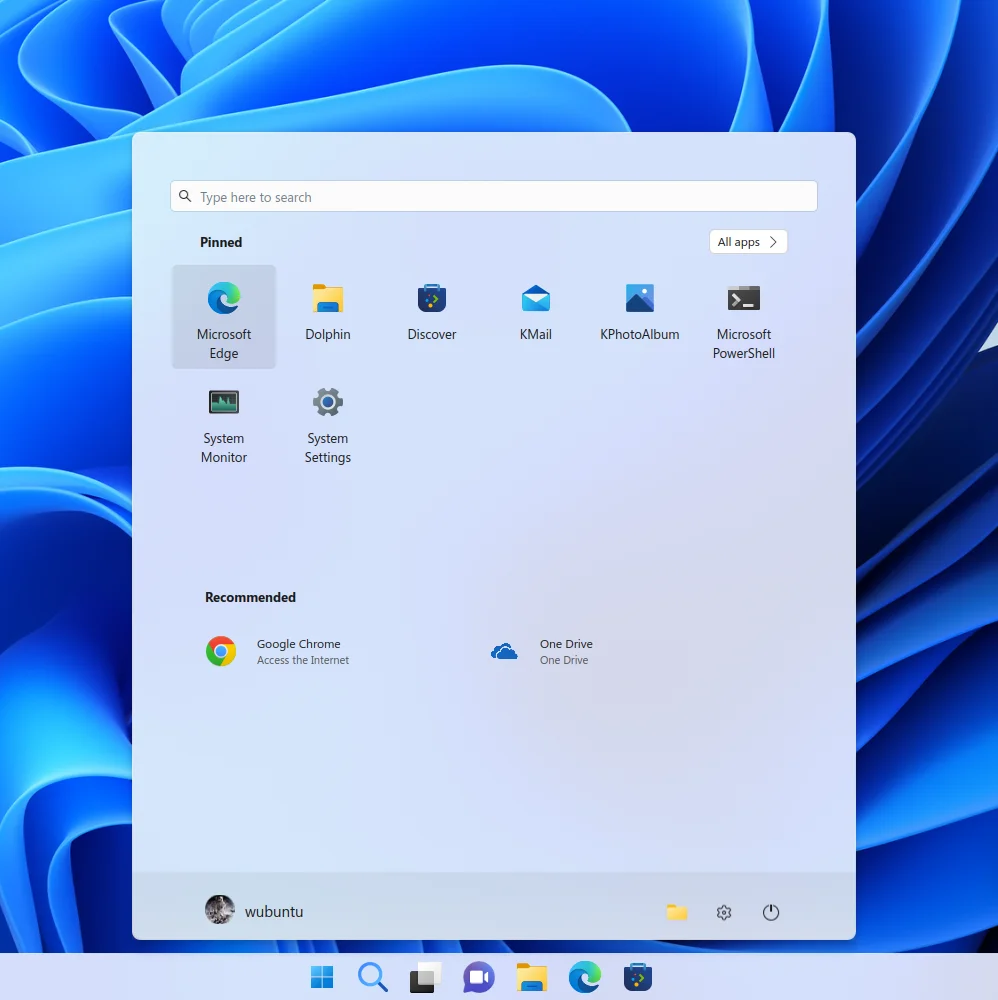 Type here to search
Pinned
All apps
Microsoft
Edge
Dolphin
Discover
KMail
KPhotoAlbum
Microsoft
PowerShell
System
Monitor
System
Settings
Recommended
Google Chrome
Access the Internet
One Drive
One Drive
wubuntu